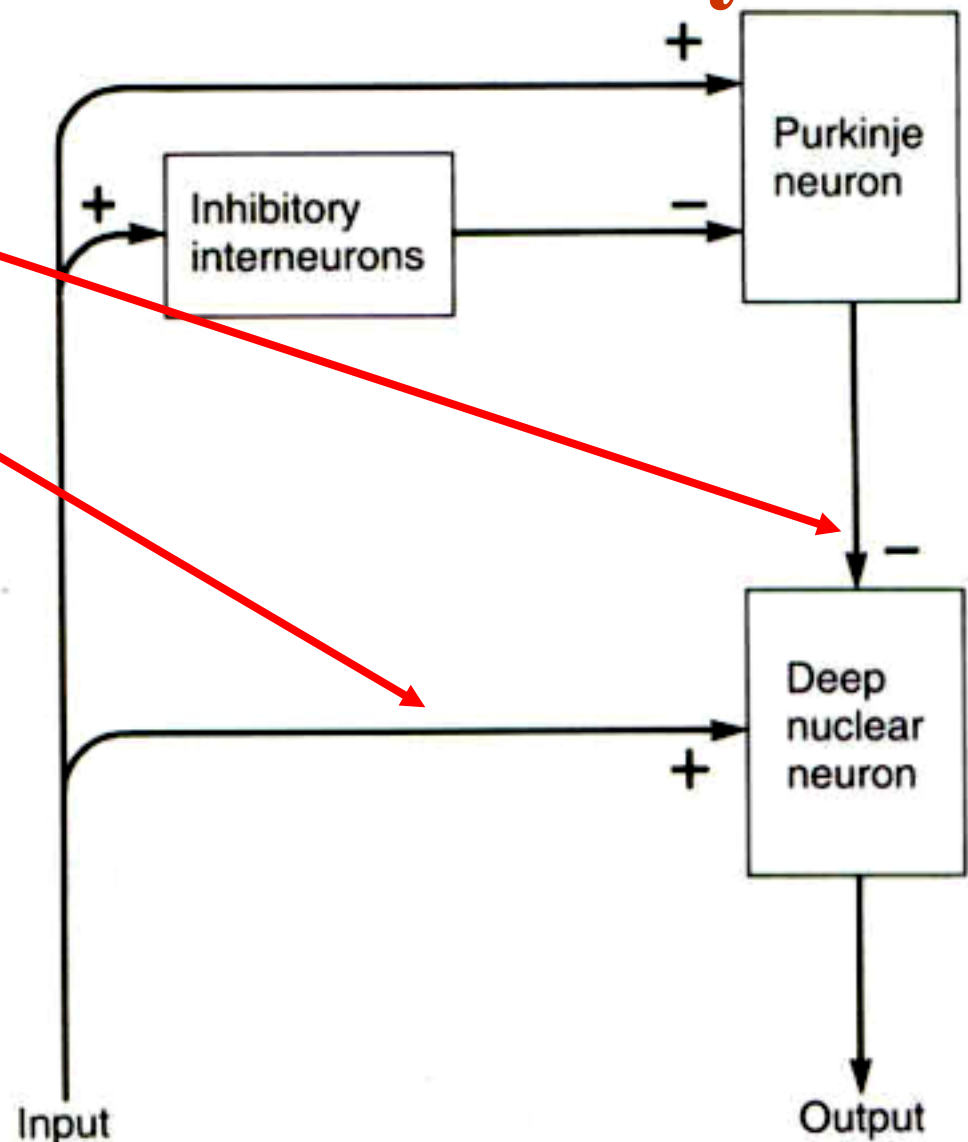 +
Purkinje
neuron
+
Inhibitory
interneurons
−
−
Deep
nuclear
neuron
+
Input
Output